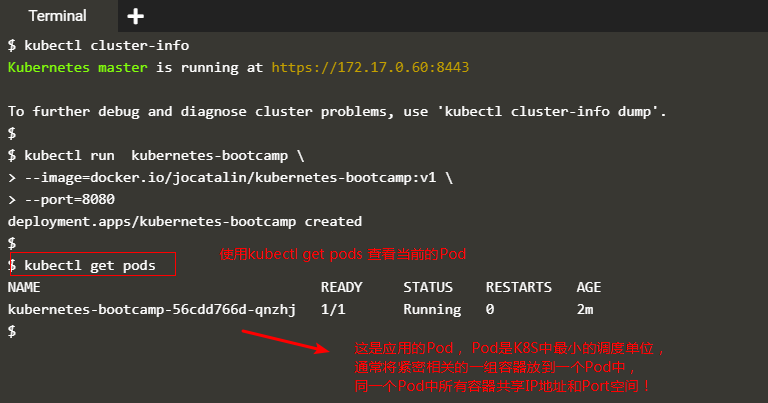 Terminal +
$ kubectl cluster-info
Kubernetes master is running at https://172.17.0.60:8443
To further debug and diagnose cluster problems, use 'kubectl cluster-info dump'.
$
$ kubectl run  kubernetes-bootcamp \
> --image=docker.io/jocatalin/kubernetes-bootcamp:v1 \
> --port=8080
deployment.apps/kubernetes-bootcamp created
$
使用kubectl get pods 查看当前的Pod
$ kubectl get pods
NAME READY STATUS RESTARTS AGE
kubernetes-bootcamp-56cdd766d-qnzhj 1/1 Running 0 2m
$
这是应用的Pod，Pod是K8S中最小的调度单位，
通常将紧密相关的一组容器放到一个Pod中，
同一个Pod中所有容器共享IP地址和Port空间！